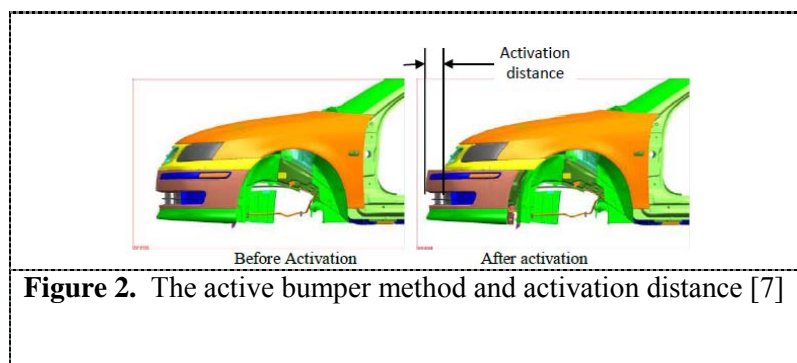 Activation
distance
Before Activation
After activation
Figure 2. The active bumper method and activation distance [7]